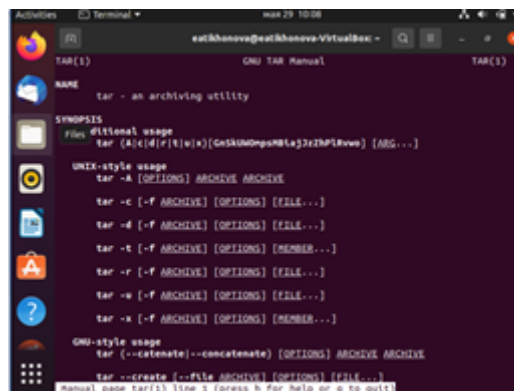 Activities
Terminal
мая 29 10:08
eatikhonova@eatikhonova-VirtualBox: ~
TAR(1) GNU TAR Manual TAR(1)
NAME
tar - an archiving utility
SYNOPSIS
ditional usage
Files
tar {A|c|d|r|t|u|x}[GnSkUWOmpsMBiajJzZhPlRvwo] [ARG...]
UNIX-style usage
tar -A [OPTIONS] ARCHIVE ARCHIVE
tar -c [-f ARCHIVE] [OPTIONS] [FILE...]
tar -d [-f ARCHIVE] [OPTIONS] [FILE...]
tar -t [-f ARCHIVE] [OPTIONS] [MEMBER...]
tar -r [-f ARCHIVE] [OPTIONS] [FILE...]
tar -u [-f ARCHIVE] [OPTIONS] [FILE...]
tar -x [-f ARCHIVE] [OPTIONS] [MEMBER...]
GNU-style usage
tar {--catenate|--concatenate} [OPTIONS] ARCHIVE ARCHIVE
tar --create [--file ARCHIVE] [OPTIONS] [FILE...]
Manual page tar(1) line 1 (press h for help or q to quit)